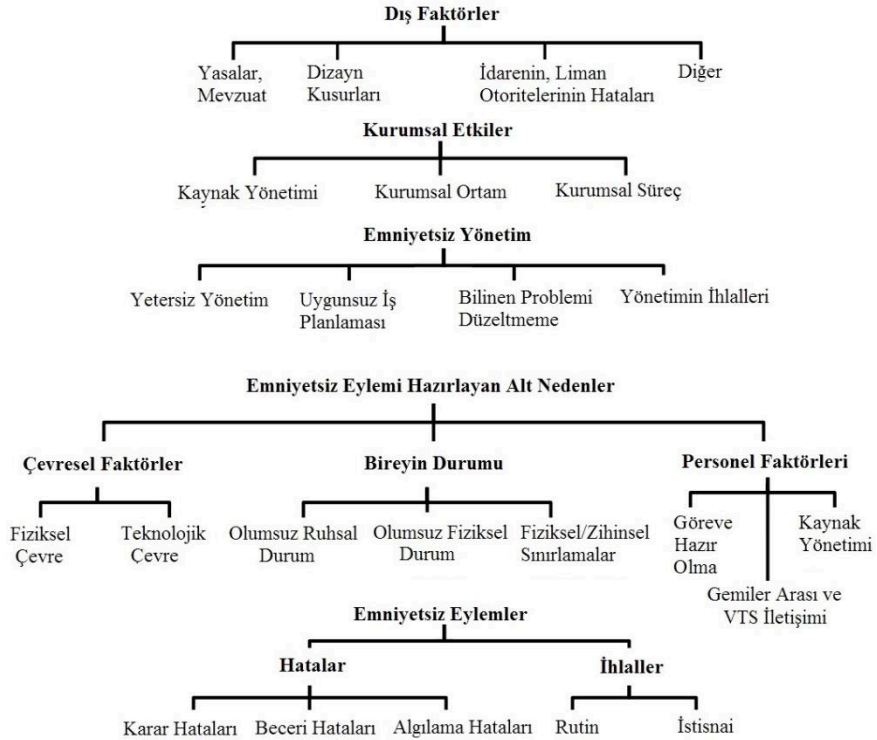 Dış Faktörler
Yasalar,
Mevzuat
Dizayn
Kusurları
İdarenin, Liman
Otoritelerinin Hataları
Diğer
Kurumsal Etkiler
Kaynak Yönetimi
Kurumsal Ortam
Kurumsal Süreç
Emniyetsiz Yönetim
Yetersiz Yönetim
Uygunsuz İş
Planlaması
Bilinen Problemi
Düzeltmeme
Yönetimin İhlalleri
Emniyetsiz Eylemi Hazırlayan Alt Nedenler
Çevresel Faktörler
Bireyin Durumu
Personel Faktörleri
Fiziksel
Çevre
Teknolojik
Çevre
Olumsuz Ruhsal
Durum
Olumsuz Fiziksel
Durum
Fiziksel/Zihinsel
Sınırlamalar
Göreve
Hazır
Olma
Kaynak
Yönetimi
Gemiler Arası ve
VTS İletişimi
Emniyetsiz Eylemler
Hatalar
İhlaller
Karar Hataları
Beceri Hataları
Algılama Hataları
Rutin
İstisnai